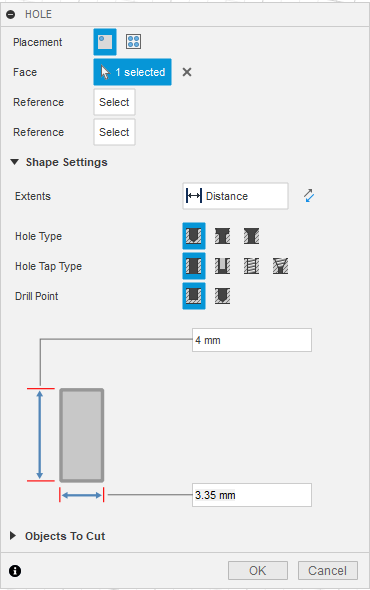 HOLE
Placement
Face 1 selected
Reference Select
Reference Select
Shape Settings
Extents Distance
Hole Type
Hole Tap Type
Drill Point
4 mm
3.35 mm
Objects To Cut
OK Cancel